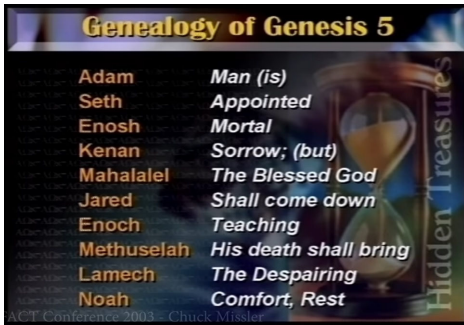 Genealogy of Genesis 5
Adam Man (is)
Seth Appointed
Enosh Mortal
Kenan Sorrow; (but)
Mahalalel The Blessed God
Jared Shall come down
Enoch Teaching
Methuselah His death shall bring
Lamech The Despairing
Noah Comfort, Rest
Hidden Treasures
FACT Conference 2003 - Chuck Missler